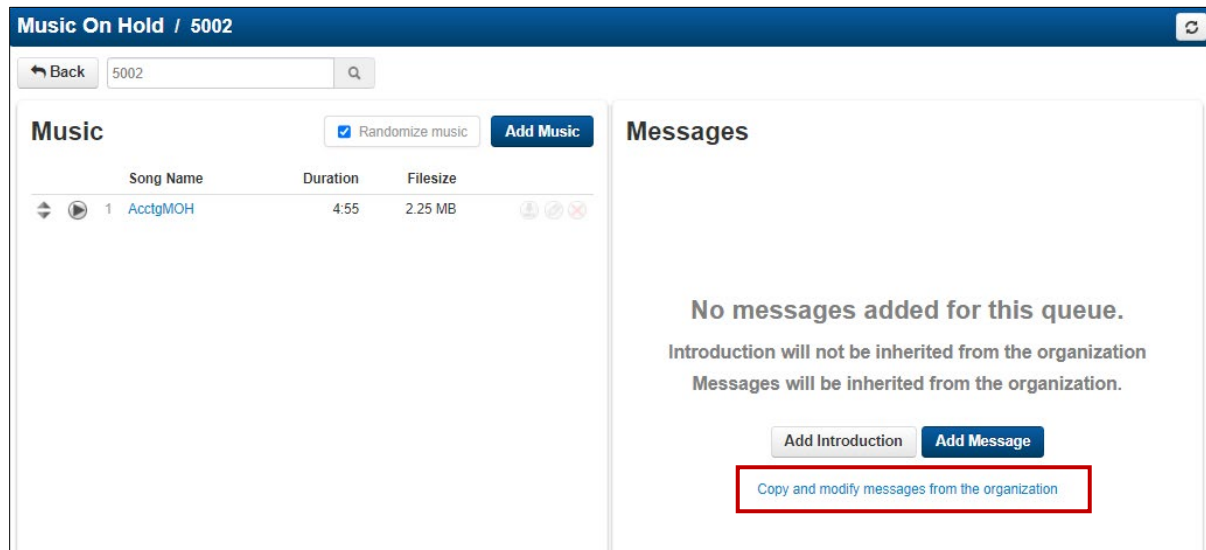 Music On Hold / 5002
Back
5002
Music
Randomize music
Add Music
Song Name Duration Filesize
1 AcctgMOH 4:55 2.25 MB
Messages
No messages added for this queue.
Introduction will not be inherited from the organization
Messages will be inherited from the organization.
Add Introduction
Add Message
Copy and modify messages from the organization